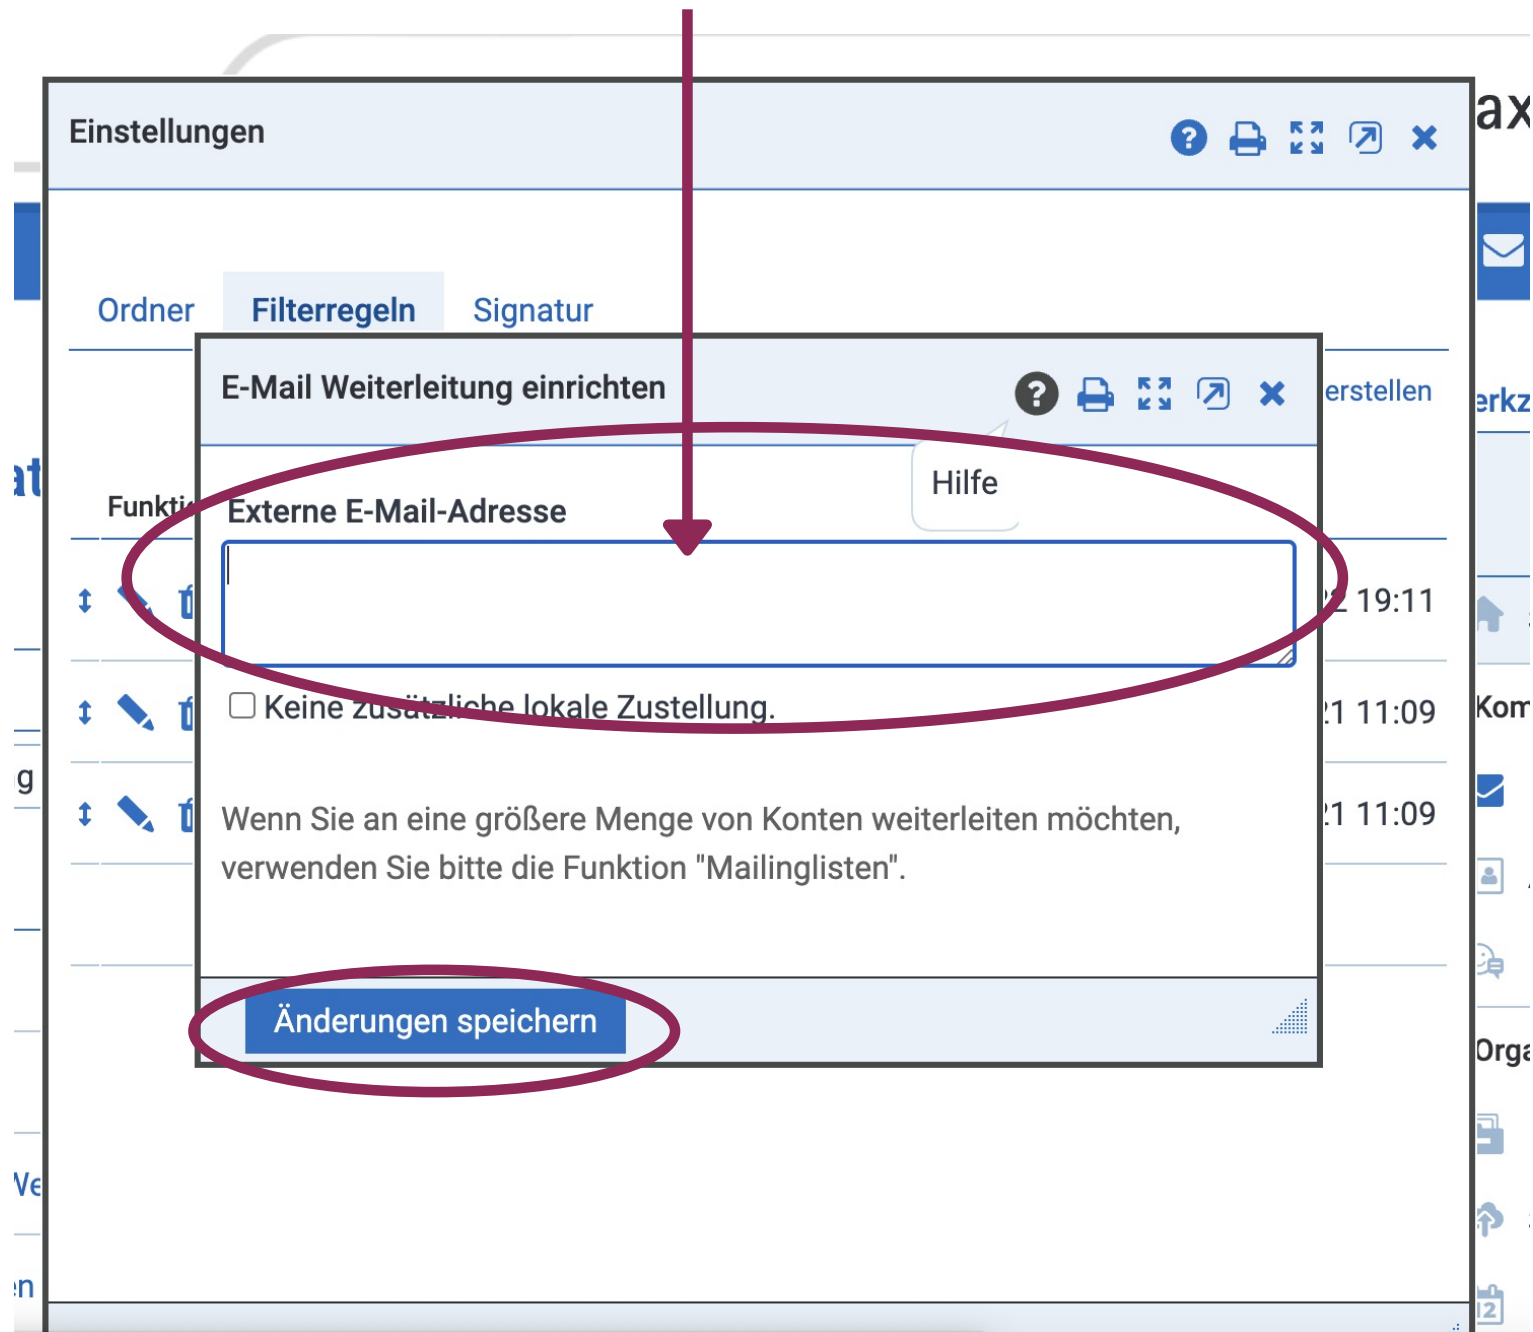 Einstellungen
Ordner Filterregeln Signatur
E-Mail Weiterleitung einrichten
erstellen
Hilfe
Externe E-Mail-Adresse
19:11
Keine zusätzliche lokale Zustellung.
11:09
Wenn Sie an eine größere Menge von Konten weiterleiten möchten,
verwenden Sie bitte die Funktion "Mailinglisten".
11:09
Änderungen speichern
12